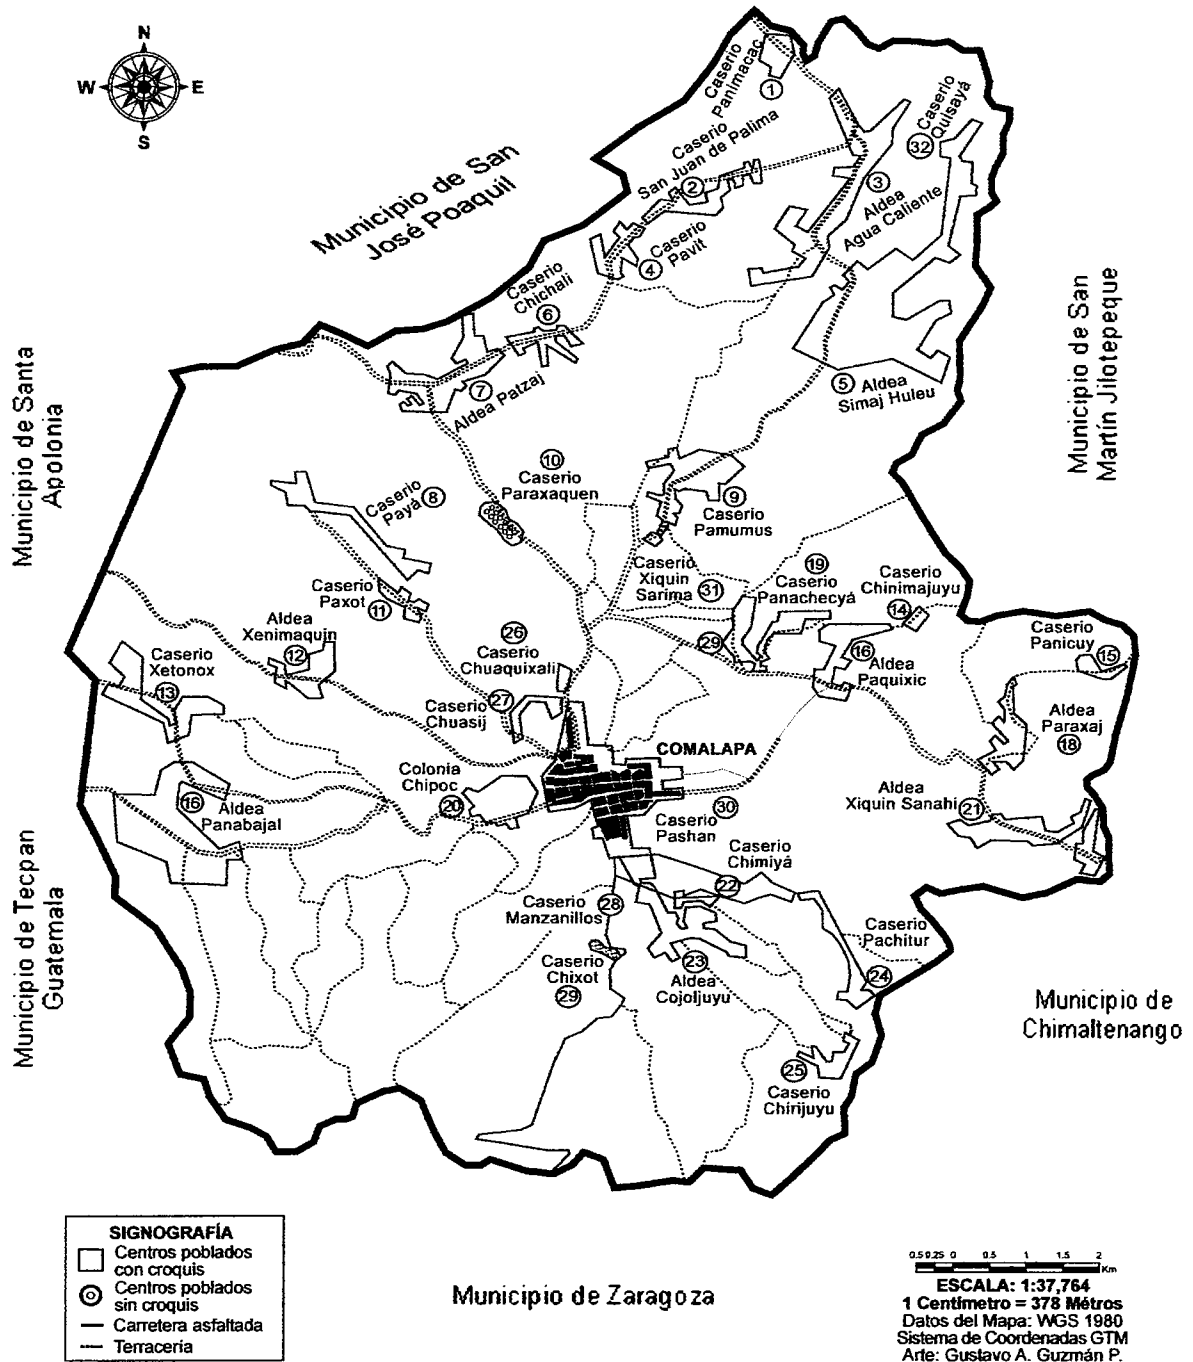 N
W
E
S
Municipio de San
José Poaquil
Municipio de Santa
Apolonia
Municipio de Tecpan
Guatemala
Municipio de San
Martín Jilotepeque
Municipio de
Chimaltenango
Municipio de Zaragoza
Caserio
Panimacac
1
Caserio
San Juan de Palima
2
Caserio
Quisayá
32
3
Aldea
Agua Caliente
4
Caserio
Pavit
Caserio
Chichali
6
7
Aldea Patzaj
5
Aldea
Simaj Huleu
10
Caserio
Paraxaquen
Caserio
Payá
8
9
Caserio
Pamumus
Caserio
Xiquin
Sarima
31
19
Caserio
Panachecyá
Caserio
Chinimajuyu
14
Caserio
Paxot
11
Aldea
Xenimaquin
12
Caserio
Xetonox
13
26
Caserio
Chuaquixali
27
Caserio
Chuasij
29
16
Aldea
Paquixic
Caserio
Panicuy
15
Aldea
Paraxaj
18
COMALAPA
Colonia
Chipoc
20
16
Aldea
Panabajal
30
Caserio
Pashan
Aldea
Xiquin Sanahi
21
Caserio
Chimiyá
22
28
Caserio
Manzanillos
Caserio
Pachitur
24
Caserio
Chixot
29
23
Aldea
Cojoljuyu
25
Caserio
Chirijuyu
SIGNOGRAFÍA
Centros poblados
con croquis
Centros poblados
sin croquis
Carretera asfaltada
Terracería
0.5 0.25 0 0.5 1 1.5 2
Km
ESCALA: 1:37,764
1 Centímetro = 378 Métros
Datos del Mapa: WGS 1980
Sistema de Coordenadas GTM
Arte: Gustavo A. Guzmán P.